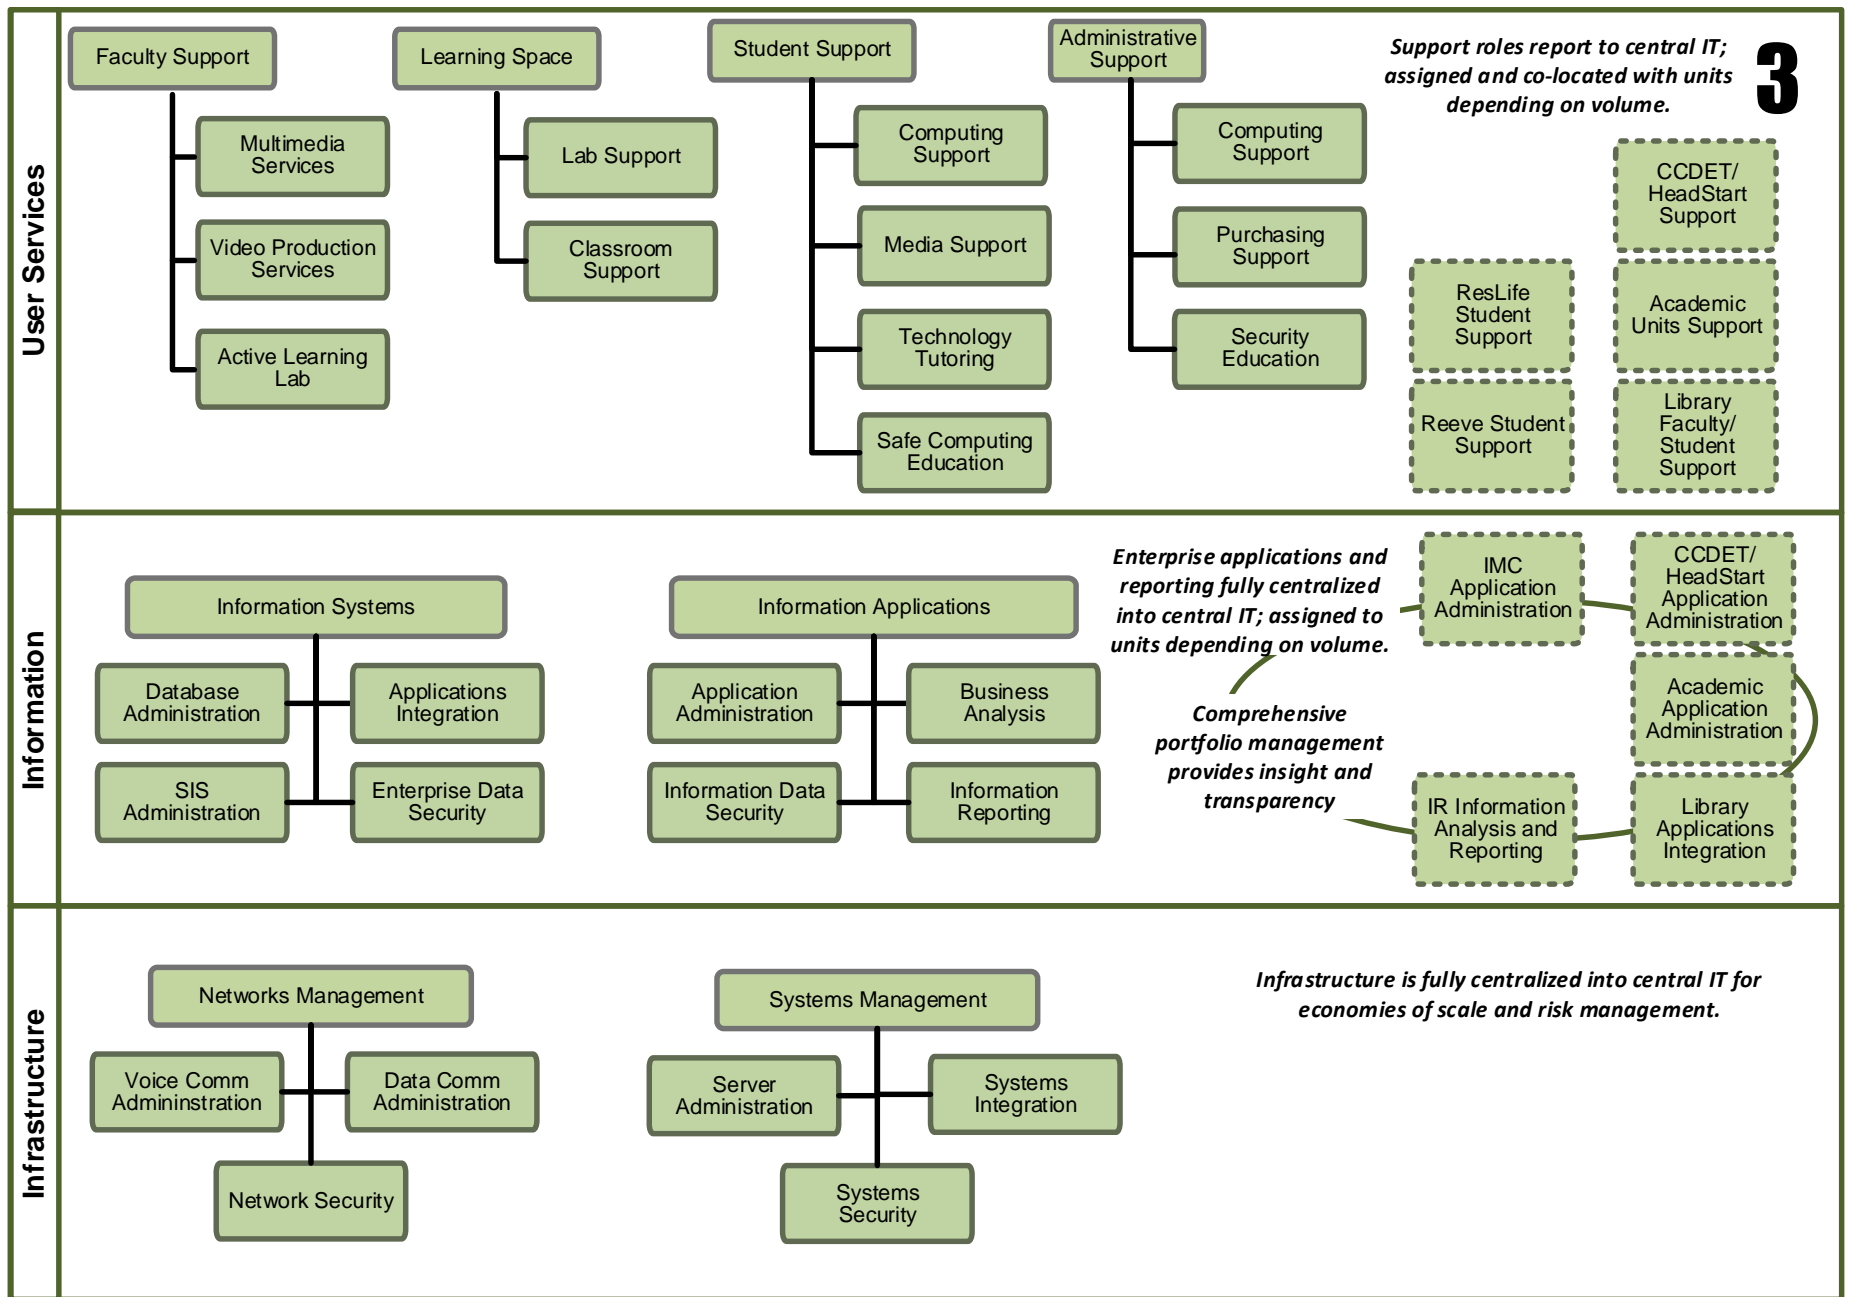 User Services
Faculty Support
Multimedia
Services
Video Production
Services
Active Learning
Lab
Learning Space
Lab Support
Classroom
Support
Student Support
Computing
Support
Media Support
Technology
Tutoring
Safe Computing
Education
Administrative
Support
Computing
Support
Purchasing
Support
Security
Education
Support roles report to central IT;
assigned and co-located with units
depending on volume.
3
CCDET/
HeadStart
Support
ResLife
Student
Support
Academic
Units Support
Reeve Student
Support
Library
Faculty/
Student
Support
Information
Information Systems
Database
Administration
Applications
Integration
SIS
Administration
Enterprise Data
Security
Information Applications
Application
Administration
Business
Analysis
Information Data
Security
Information
Reporting
Enterprise applications and
reporting fully centralized
into central IT; assigned to
units depending on volume.
Comprehensive
portfolio management
provides insight and
transparency
IMC
Application
Administration
CCDET/
HeadStart
Application
Administration
Academic
Application
Administration
IR Information
Analysis and
Reporting
Library
Applications
Integration
Infrastructure
Networks Management
Voice Comm
Admininstration
Data Comm
Administration
Network Security
Systems Management
Server
Administration
Systems
Integration
Systems
Security
Infrastructure is fully centralized into central IT for
economies of scale and risk management.